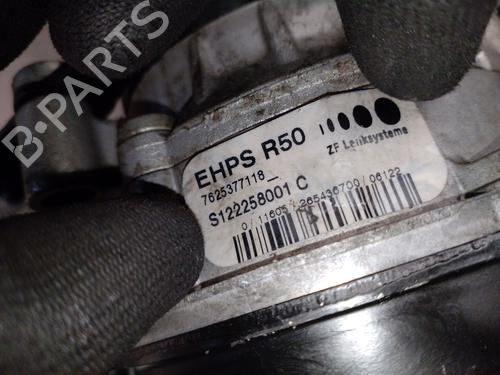 B-PARTS
EHPS R50
ZF Lenksysteme
7625377118
S122258001 C
0/11605 265436700/06122